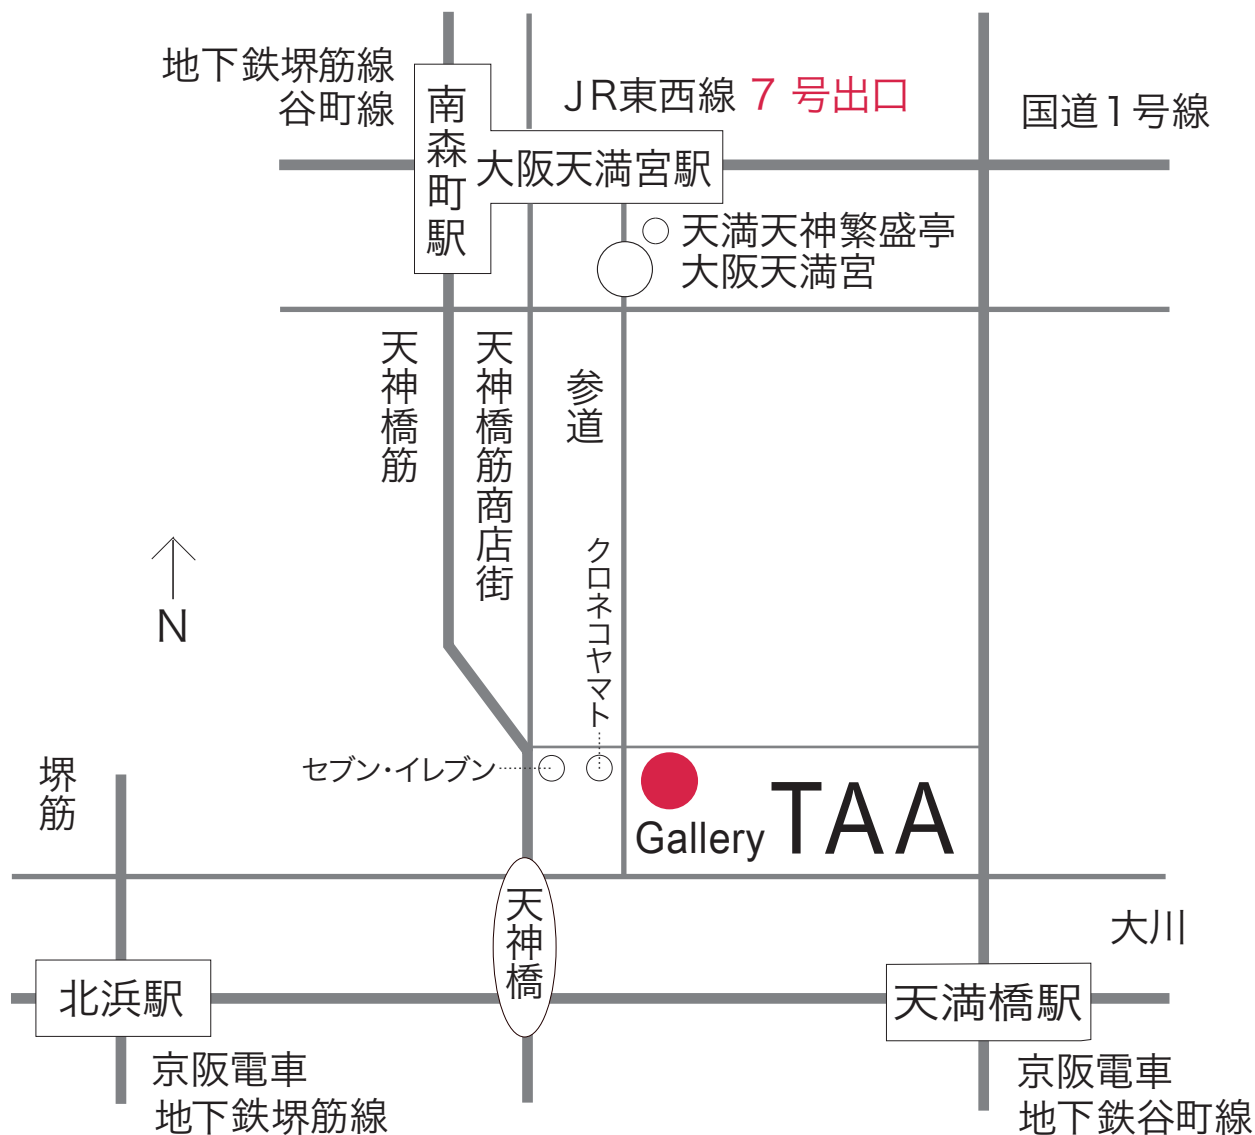 地下鉄堺筋線
谷町線
南森町駅
JR東西線 7 号出口
大阪天満宮駅
国道1号線
天満天神繁盛亭
大阪天満宮
天神橋筋
天神橋筋商店街
参道
クロネコヤマト
N
セブン・イレブン
堺筋
Gallery TAA
天神橋
大川
北浜駅
天満橋駅
京阪電車
地下鉄堺筋線
京阪電車
地下鉄谷町線